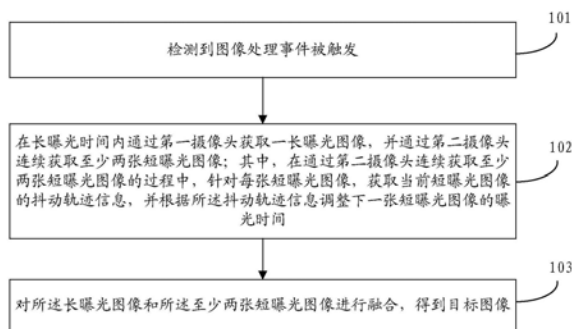 101
检测到图像处理事件被触发
在长曝光时间内通过第一摄像头获取一长曝光图像，并通过第二摄像头
连续获取至少两张短曝光图像；其中，在通过第二摄像头连续获取至少
两张短曝光图像的过程中，针对每张短曝光图像，获取当前短曝光图像
的抖动轨迹信息，并根据所述抖动轨迹信息调整下一张短曝光图像的曝
光时间
102
103
对所述长曝光图像和所述至少两张短曝光图像进行融合，得到目标图像